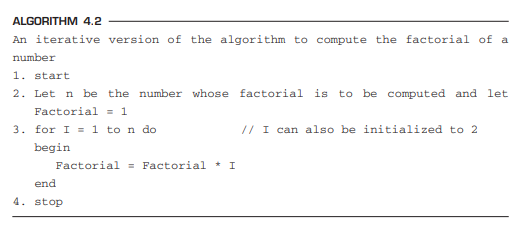 ALGORITHM 4.2
An iterative version of the algorithm to compute the factorial of a
number
1. start
2. Let n be the number whose factorial is to be computed and let
Factorial = 1
3. for I = 1 to n do // I can also be initialized to 2
begin
Factorial = Factorial * I
end
4. stop